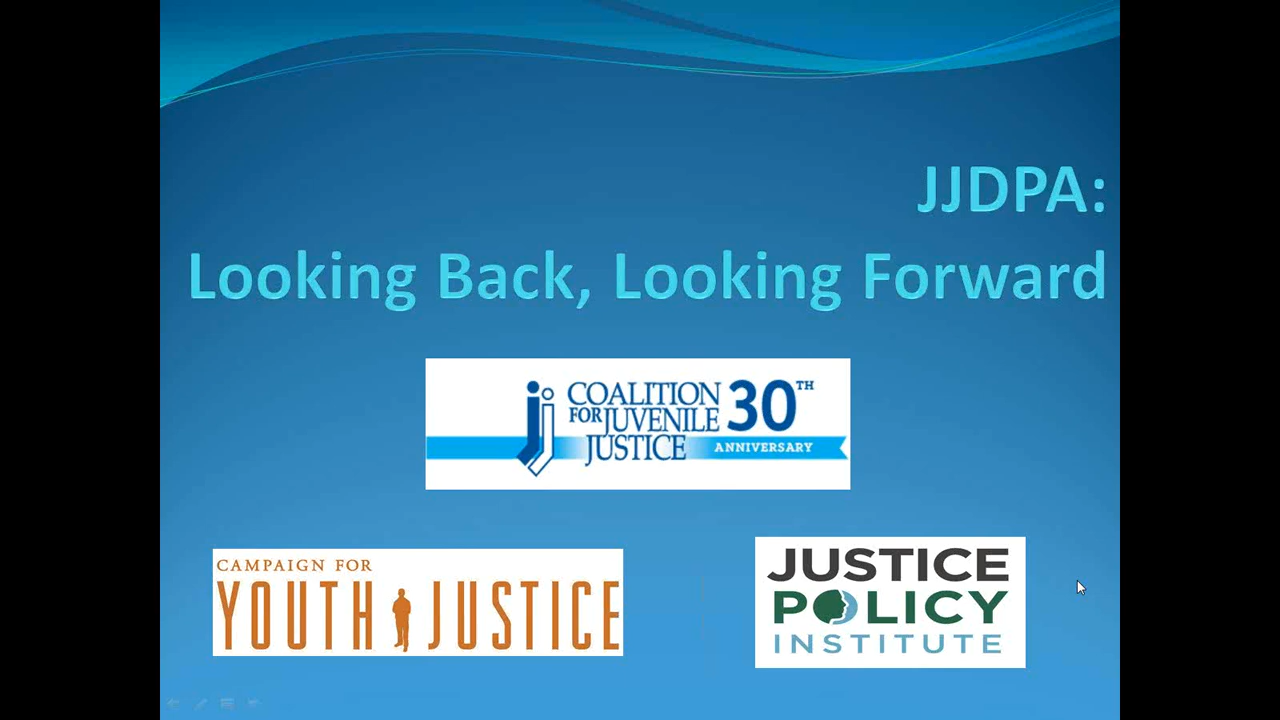 JJDPA:
Looking Back, Looking Forward
COALITION
FOR JUVENILE
JUSTICE
30TH
ANNIVERSARY
CAMPAIGN FOR
YOUTH JUSTICE
JUSTICE
POLICY
INSTITUTE